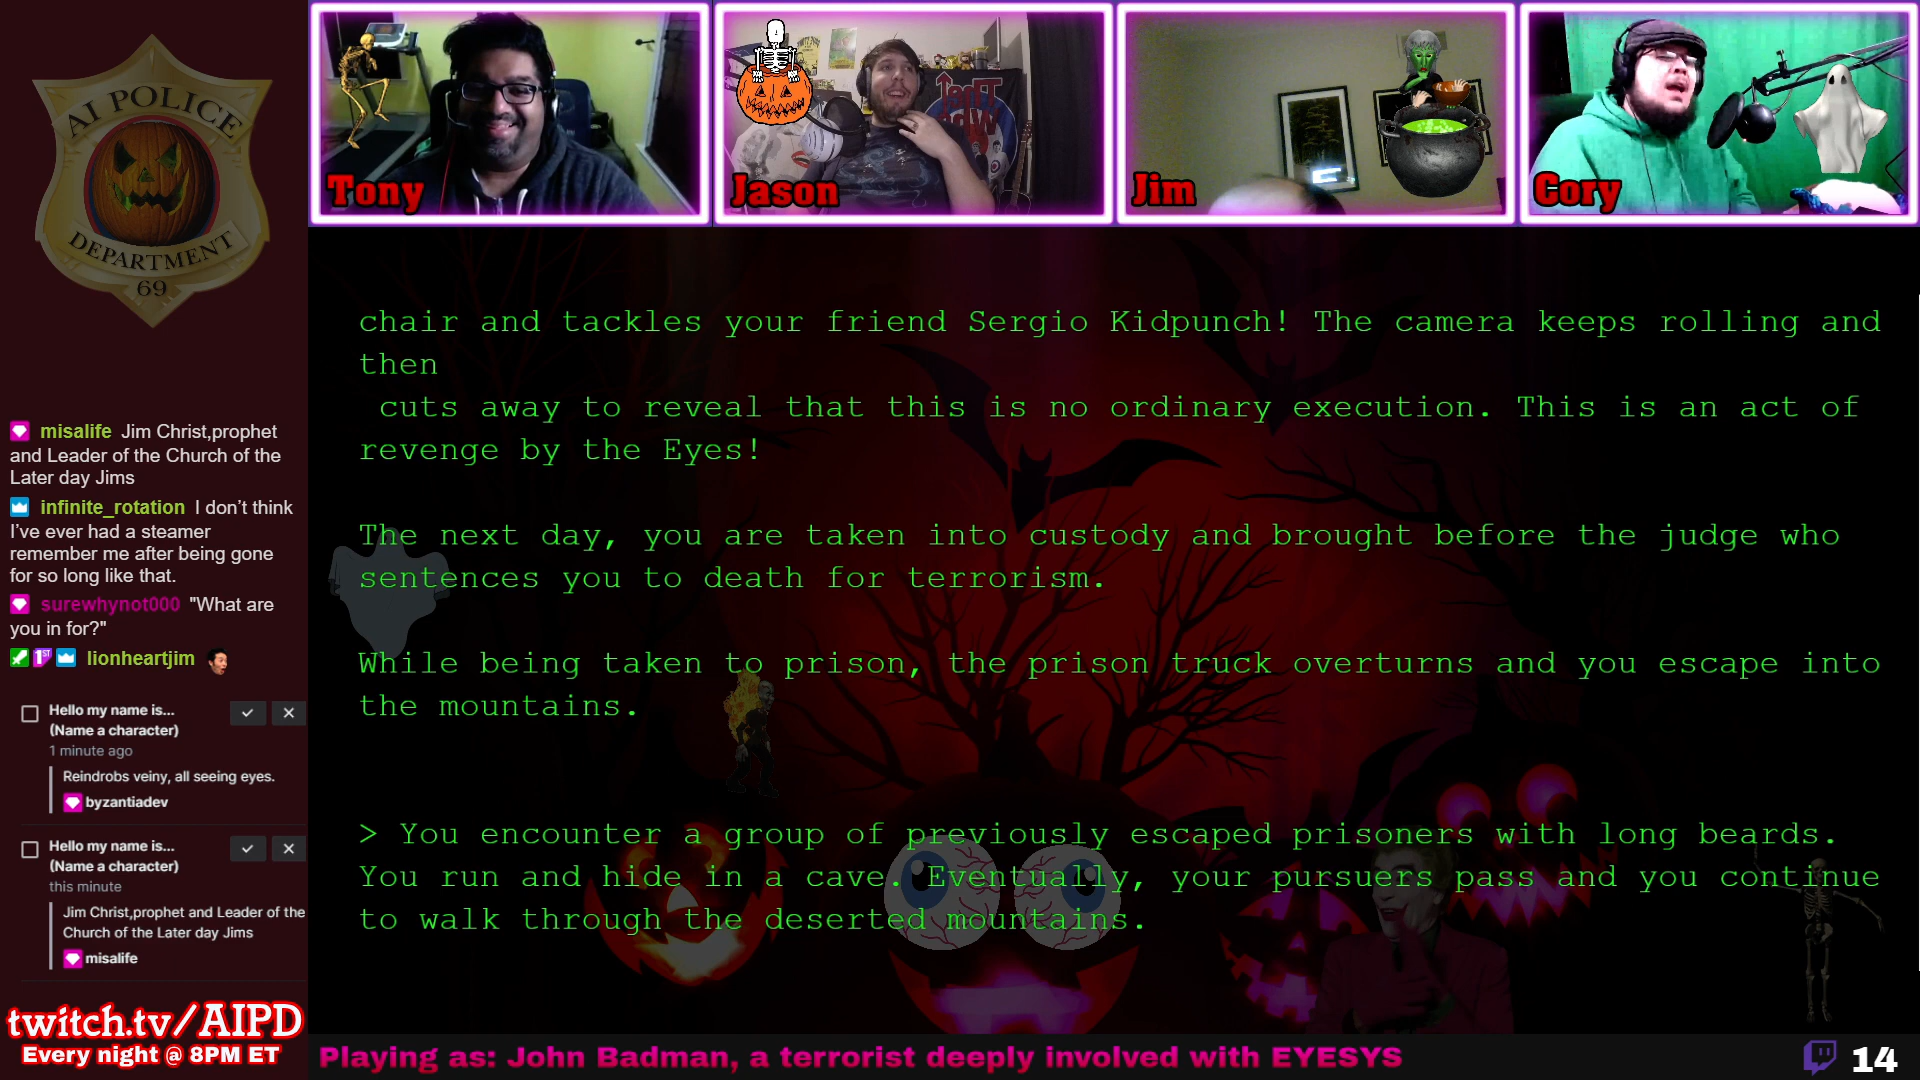 AI POLICE
DEPARTMENT
69
Tony
Jason
Jim
Cory
chair and tackles your friend Sergio Kidpunch! The camera keeps rolling and
then
cuts away to reveal that this is no ordinary execution. This is an act of
revenge by the Eyes!
The next day, you are taken into custody and brought before the judge who
sentences you to death for terrorism.
While being taken to prison, the prison truck overturns and you escape into
the mountains.
> You encounter a group of previously escaped prisoners with long beards.
You run and hide in a cave. Eventually, your pursuers pass and you continue
to walk through the deserted mountains.
misalife Jim Christ,prophet
and Leader of the Church of the
Later day Jims
infinite_rotation I don't think
I've ever had a steamer
remember me after being gone
for so long like that.
surewhynot000 "What are
you in for?"
1ST lionheartjim
Hello my name is...
(Name a character)
1 minute ago
Reindrobs veiny, all seeing eyes.
byzantiadev
Hello my name is...
(Name a character)
this minute
Jim Christ,prophet and Leader of the
Church of the Later day Jims
misalife
twitch.tv/AIPD
Every night @ 8PM ET
Playing as: John Badman, a terrorist deeply involved with EYESYS
14